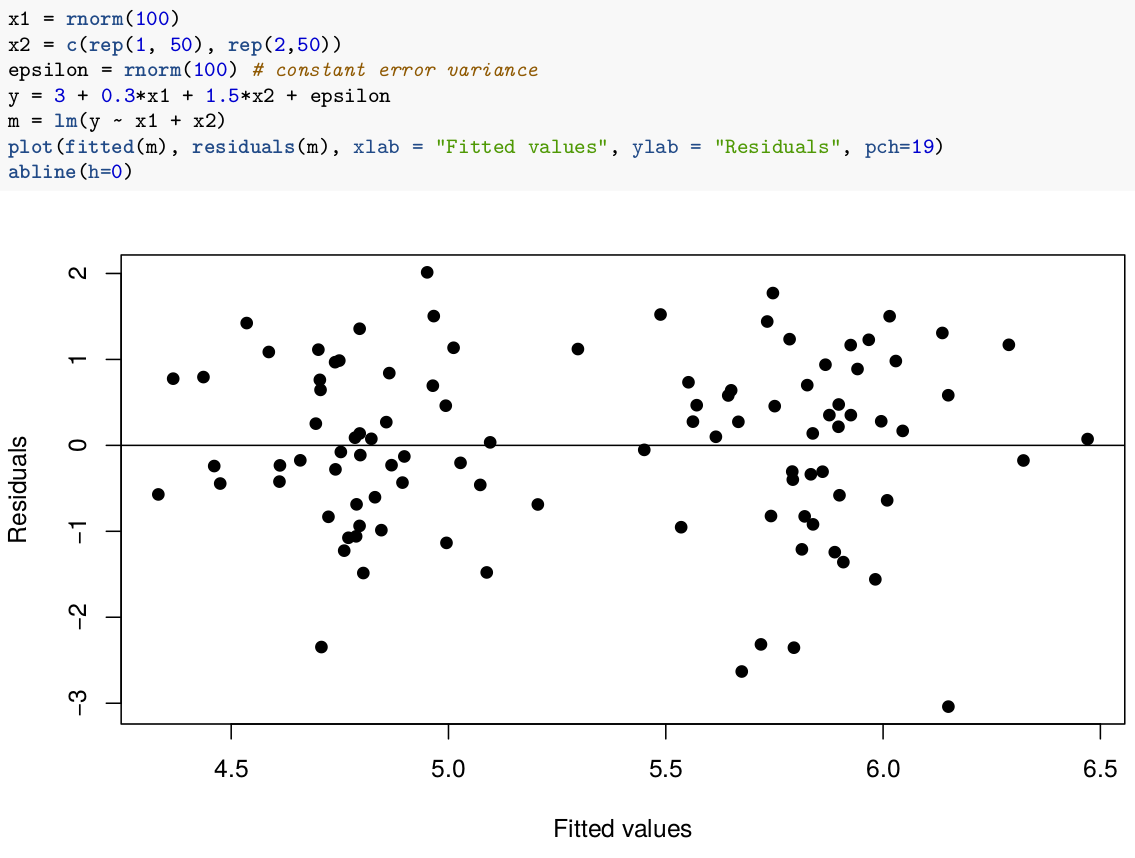 x1 = rnorm(100)
x2 = c(rep(1, 50), rep(2,50))
epsilon = rnorm(100) # constant error variance
y = 3 + 0.3*x1 + 1.5*x2 + epsilon
m = lm(y ~ x1 + x2)
plot(fitted(m), residuals(m), xlab = "Fitted values", ylab = "Residuals", pch=19)
abline(h=0)
2
1
0
−1
−2
−3
Residuals
4.5 5.0 5.5 6.0 6.5
Fitted values